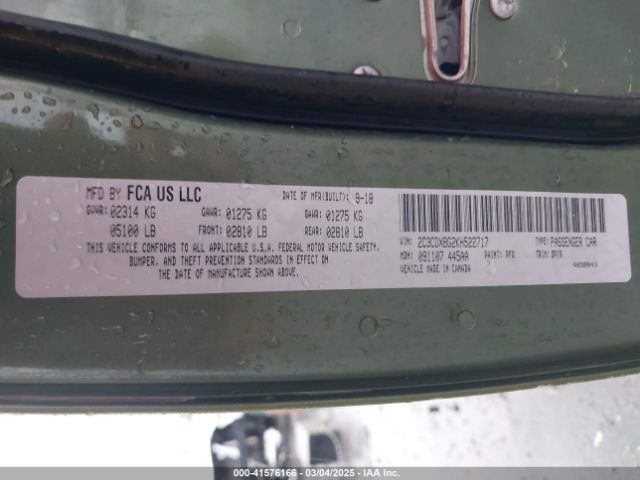 MFD BY FCA US LLC DATE OF MFR(BUILT): 9-18
GVWR: 02314 KG GAWR: 01275 KG GAWR: 01275 KG
05100 LB FRONT: 02810 LB REAR: 02810 LB
THIS VEHICLE CONFORMS TO ALL APPLICABLE U.S.A. FEDERAL MOTOR VEHICLE SAFETY,
BUMPER, AND THEFT PREVENTION STANDARDS IN EFFECT ON
THE DATE OF MANUFACTURE SHOWN ABOVE.
VIN: 2C3CDXBG2KH522717 TYPE: PASSENGER CAR
MDH: 091107 445AA PAINT: PFQ TRIM:
MADE IN CANADA
000-41576166 - 03/04/2025 - IAA Inc.